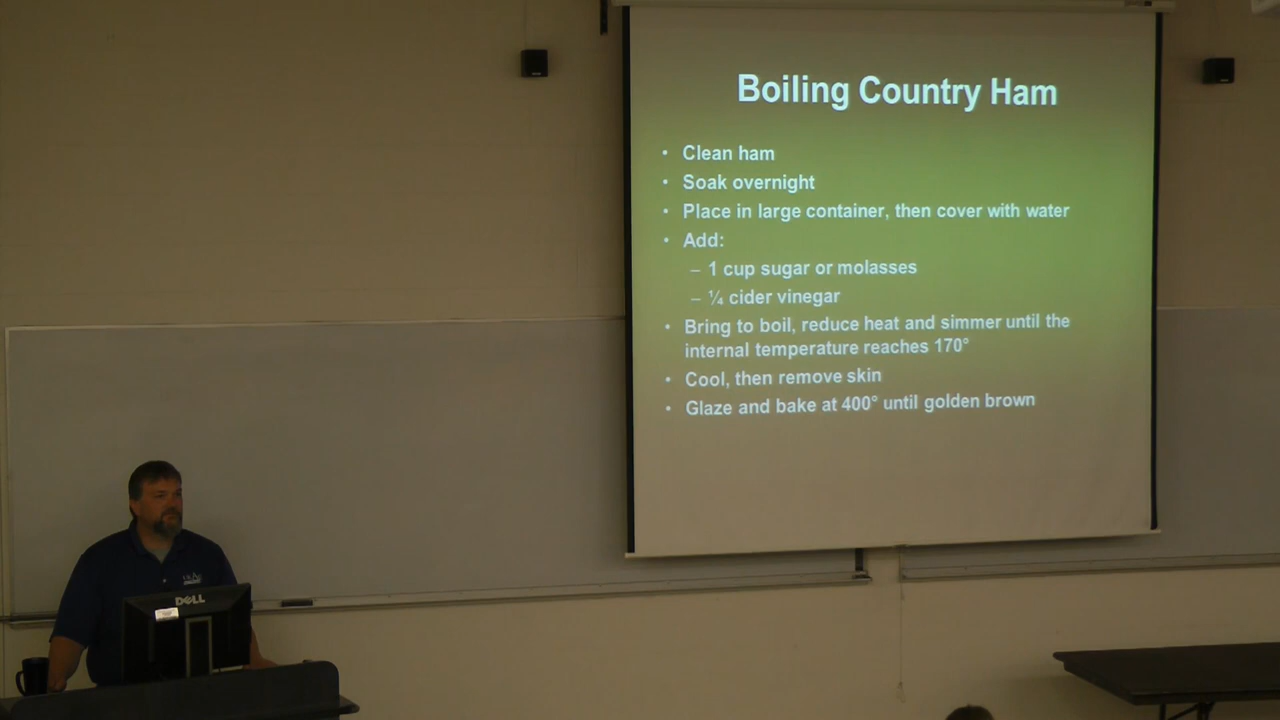 Boiling Country Ham
• Clean ham
• Soak overnight
• Place in large container, then cover with water
• Add:
– 1 cup sugar or molasses
– ¼ cider vinegar
• Bring to boil, reduce heat and simmer until the
internal temperature reaches 170°
• Cool, then remove skin
• Glaze and bake at 400° until golden brown
DELL